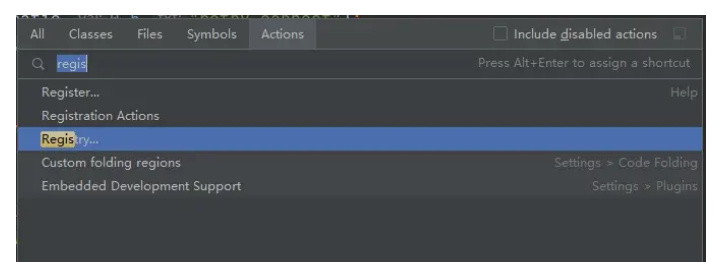 All Classes Files Symbols Actions Include disabled actions
regis Press Alt+Enter to assign a shortcut
Register... Help
Registration Actions
Registry...
Custom folding regions Settings > Code Folding
Embedded Development Support Settings > Plugins